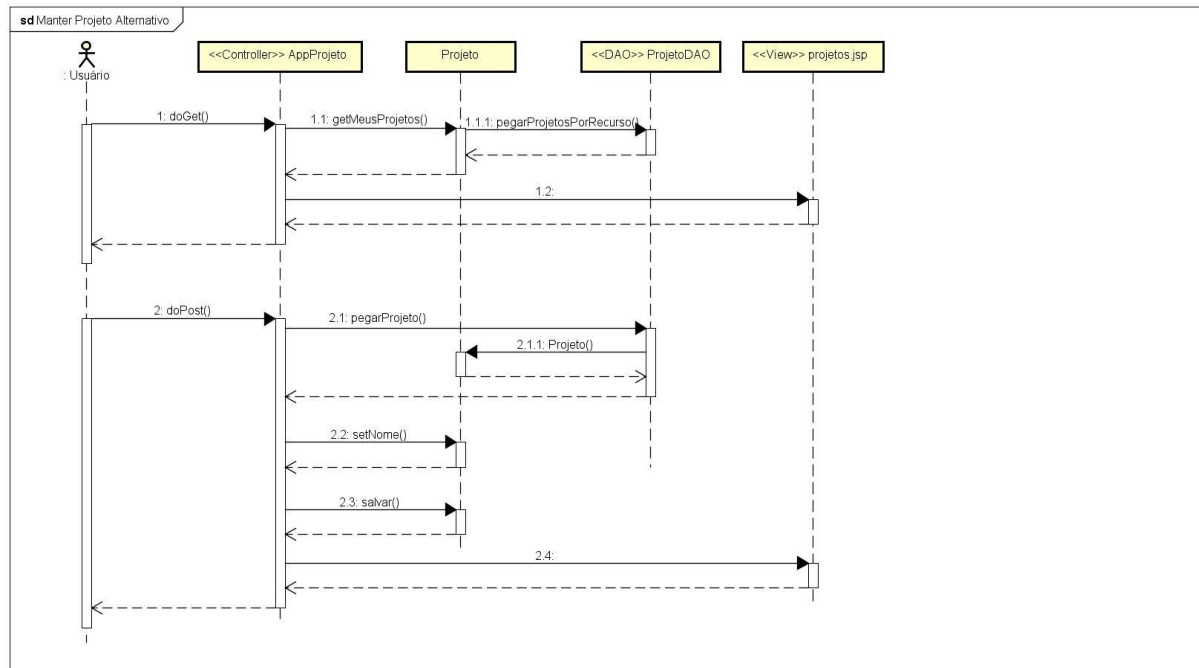 sd Manter Projeto Alternativo
: Usuário
<<Controller>> AppProjeto
Projeto
<<DAO>> ProjetoDAO
<<View>> projetos.jsp
1: doGet()
1.1: getMeusProjetos()
1.1.1: pegarProjetosPorRecurso()
1.2:
2: doPost()
2.1: pegarProjeto()
2.1.1: Projeto()
2.2: setNome()
2.3: salvar()
2.4: